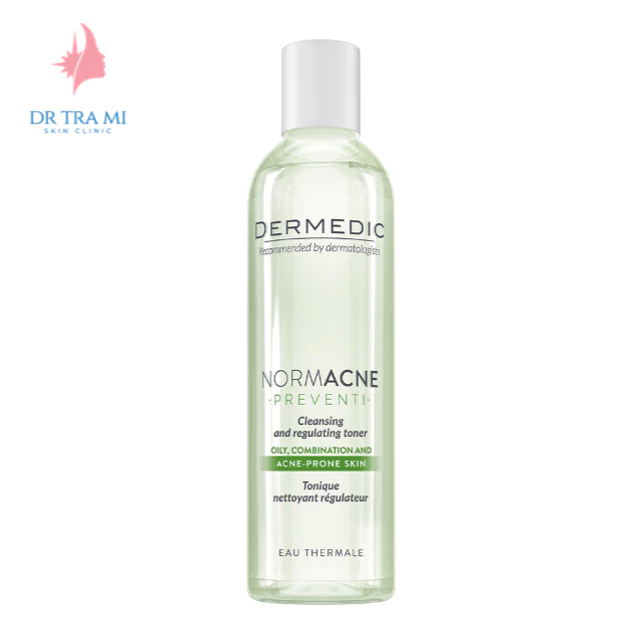 DR TRA MI
SKIN CLINIC
DERMEDIC
Recommended by dermatologists
NORMACNE
·PREVENTI·
Cleansing
and regulating toner
OILY, COMBINATION AND
ACNE-PRONE SKIN
Tonique
nettoyant régulateur
EAU THERMALE